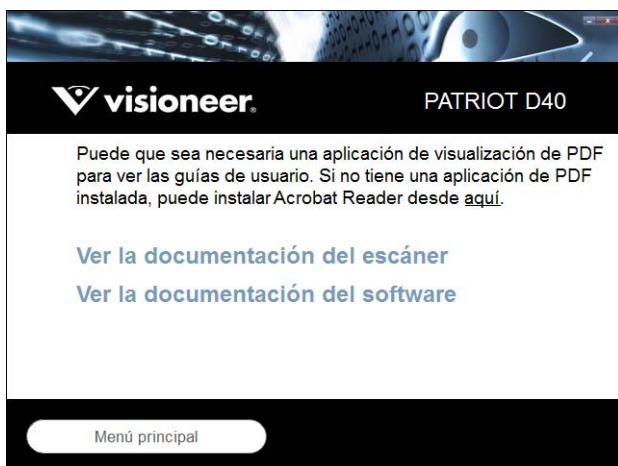 visioneer®
PATRIOT D40
Puede que sea necesaria una aplicación de visualización de PDF
para ver las guías de usuario. Si no tiene una aplicación de PDF
instalada, puede instalar Acrobat Reader desde aquí.
Ver la documentación del escáner
Ver la documentación del software
Menú principal